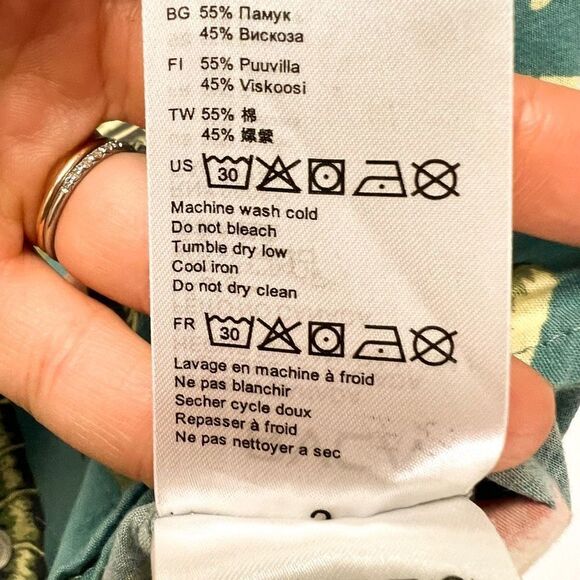 BG 55% Памук
45% Вискоза
FI 55% Puuvilla
45% Viskoosi
TW 55% 棉
45% 嫘縈
US 30
Machine wash cold
Do not bleach
Tumble dry low
Cool iron
Do not dry clean
FR 30
Lavage en machine à froid
Ne pas blanchir
Secher cycle doux
Repasser à froid
Ne pas nettoyer a sec